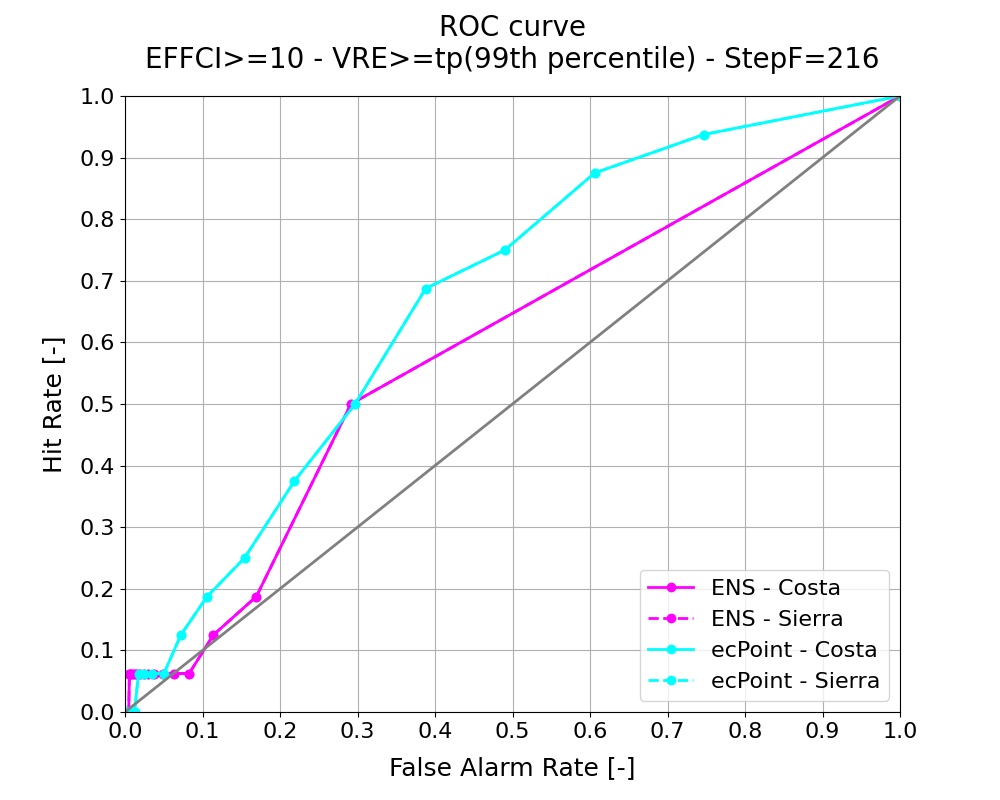 ROC curve
EFFCI>=10 - VRE>=tp(99th percentile) - StepF=216
1.0
0.9
0.8
0.7
0.6
0.5
0.4
0.3
0.2
0.1
0.0
Hit Rate [-]
0.0 0.1 0.2 0.3 0.4 0.5 0.6 0.7 0.8 0.9 1.0
False Alarm Rate [-]
ENS - Costa
ENS - Sierra
ecPoint - Costa
ecPoint - Sierra